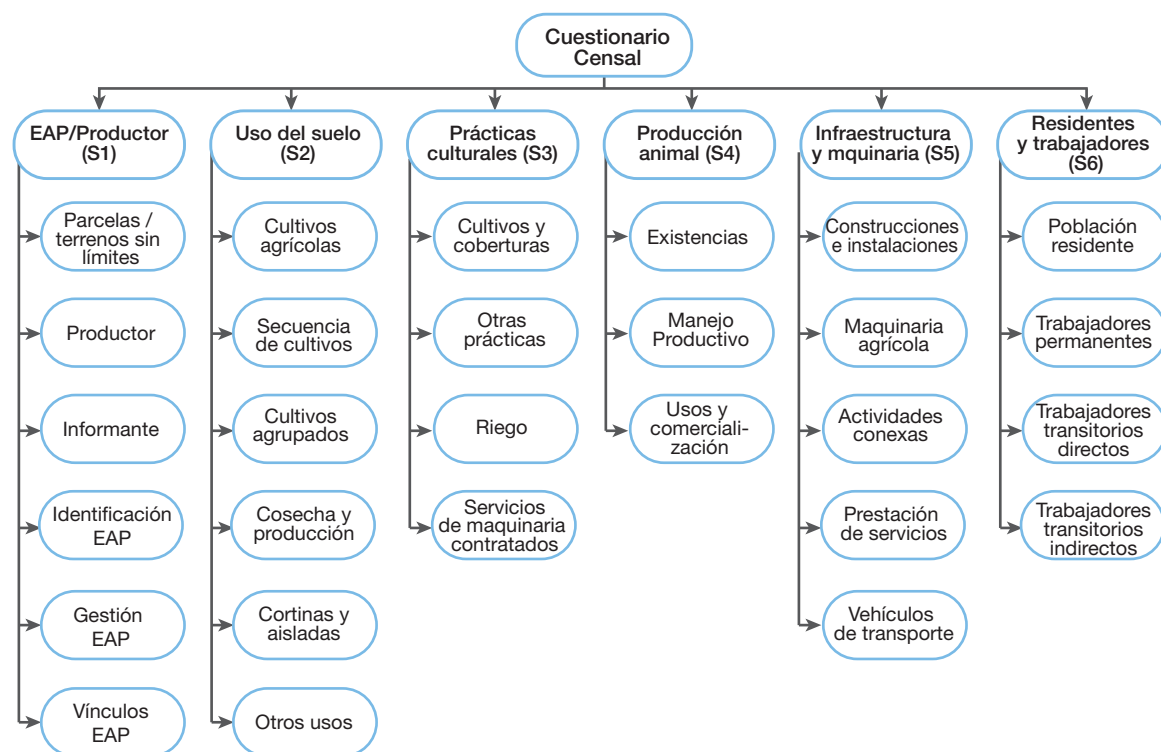 Cuestionario
Censal
EAP/Productor
(S1)
Parcelas /
terrenos sin
límites
Productor
Informante
Identificación
EAP
Gestión
EAP
Vínculos
EAP
Uso del suelo
(S2)
Cultivos
agrícolas
Secuencia
de cultivos
Cultivos
agrupados
Cosecha y
producción
Cortinas y
aisladas
Otros usos
Prácticas
culturales (S3)
Cultivos y
coberturas
Otras
prácticas
Riego
Servicios
de maquinaria
contratados
Producción
animal (S4)
Existencias
Manejo
Productivo
Usos y
comerciali-
zación
Infraestructura
y mquinaria (S5)
Construcciones
e instalaciones
Maquinaria
agrícola
Actividades
conexas
Prestación
de servicios
Vehículos
de transporte
Residentes
y trabajadores
(S6)
Población
residente
Trabajadores
permanentes
Trabajadores
transitorios
directos
Trabajadores
transitorios
indirectos